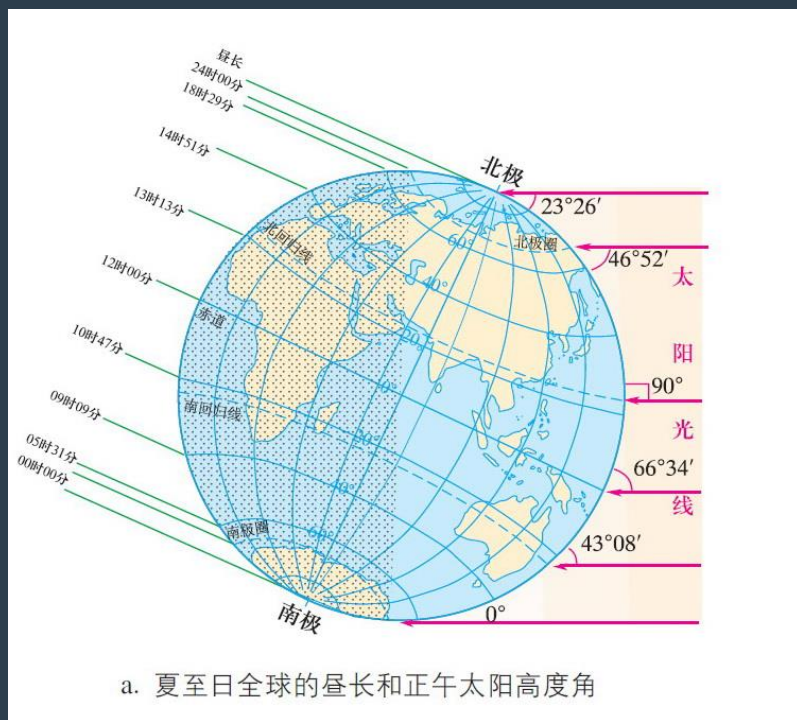 昼长
24时00分
18时29分
14时51分
13时13分
12时00分
10时47分
09时09分
05时31分
00时00分
北极
23°26′
北极圈
46°52′
60°
北回归线
40°
太
阳
光
线
20°
赤道
0°
90°
南回归线
20°
66°34′
40°
43°08′
南极圈
60°
南极
0°
a. 夏至日全球的昼长和正午太阳高度角